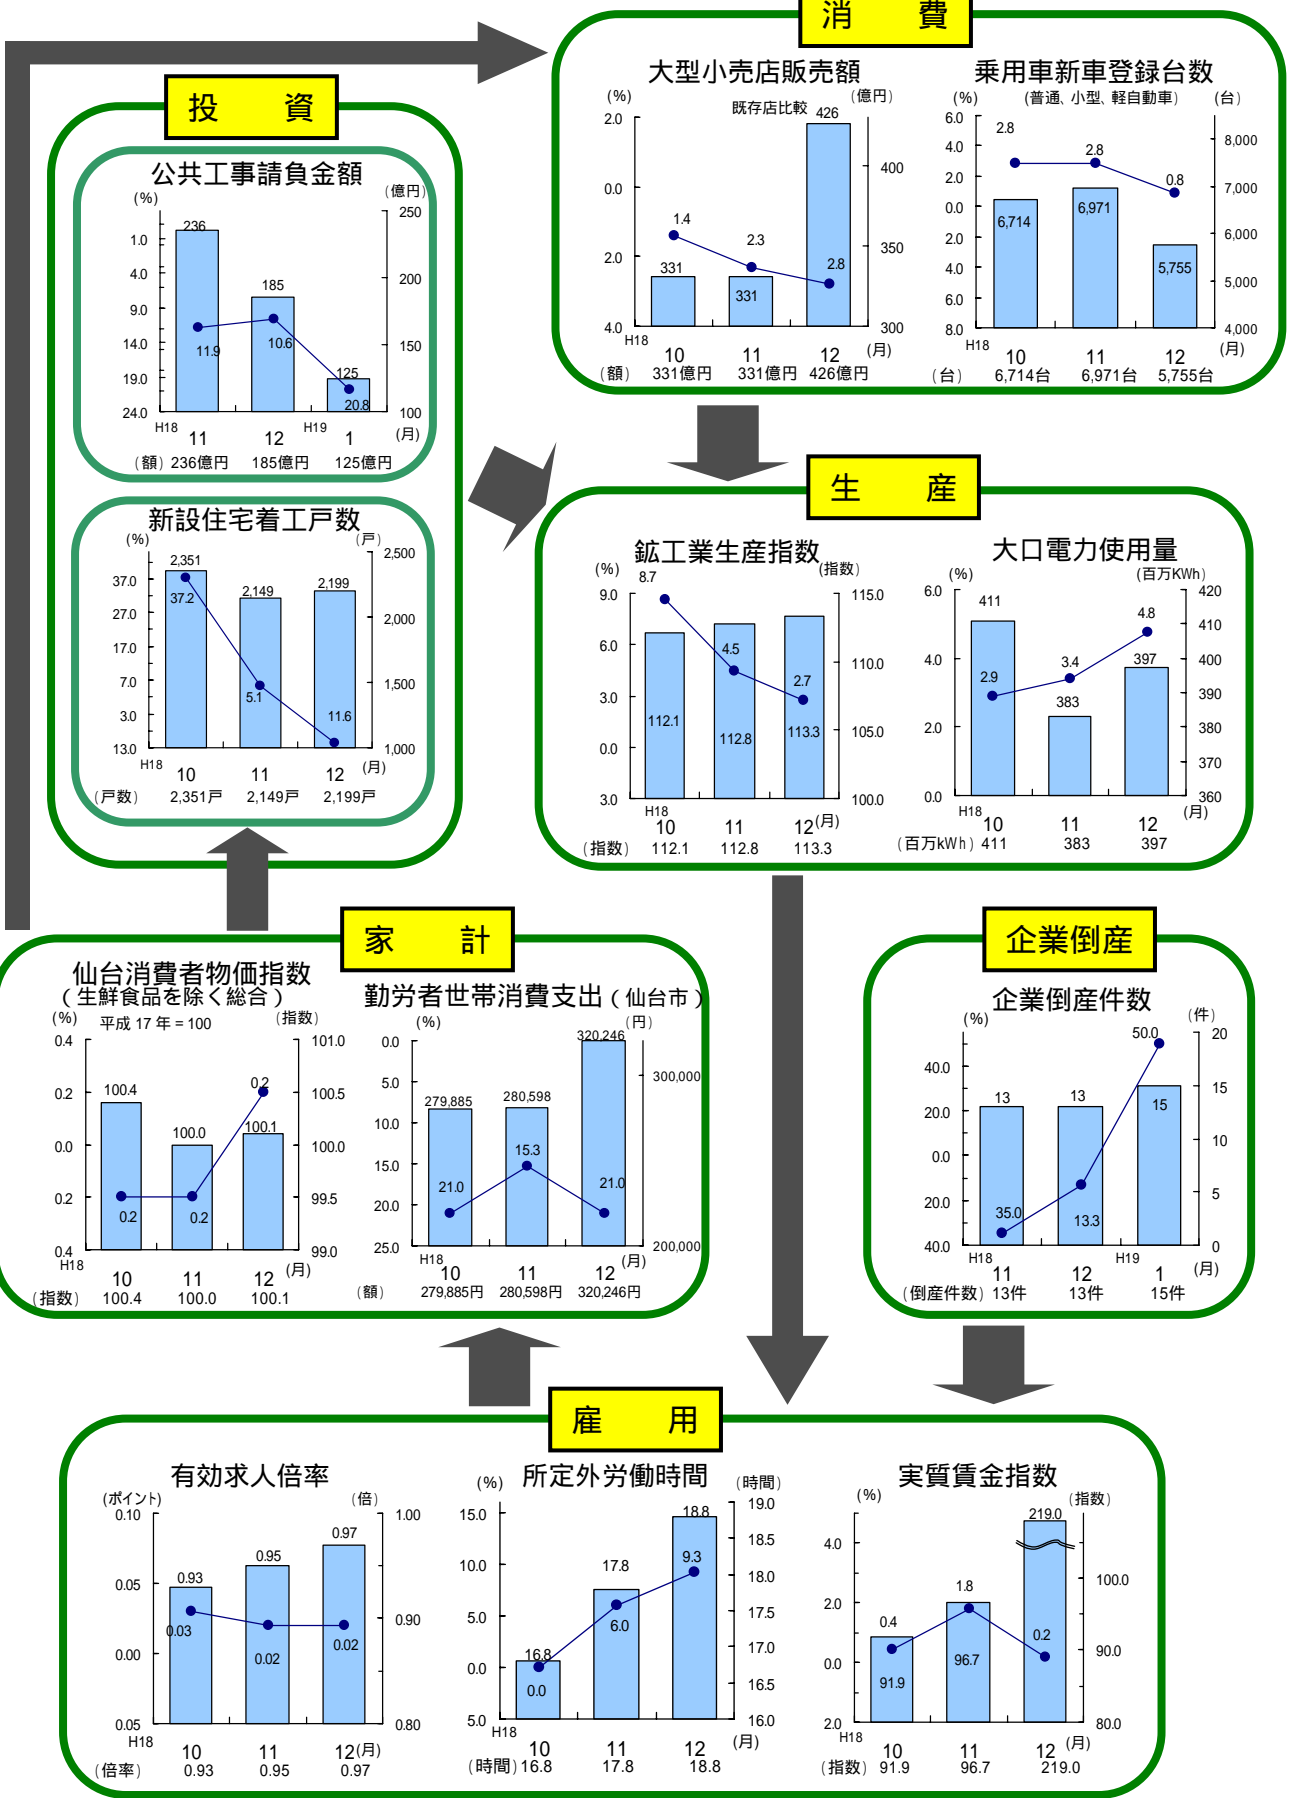 消　費
大型小売店販売額
(%)
(億円)
既存店比較
426
2.0
0.0
2.0
4.0
400
350
300
1.4
2.3
2.8
331
331
H18
10
11
12
(月)
(額)
331億円
331億円
426億円
乗用車新車登録台数
(普通、小型、軽自動車)
(%)
(台)
6.0
4.0
2.0
0.0
2.0
4.0
6.0
8.0
8,000
7,000
6,000
5,000
4,000
2.8
2.8
0.8
6,714
6,971
5,755
H18
10
11
12
(月)
(台)
6,714台
6,971台
5,755台
投　資
公共工事請負金額
(%)
(億円)
1.0
4.0
9.0
14.0
19.0
24.0
250
200
150
100
236
185
125
11.9
10.6
20.8
H18
11
12
H19
1
(月)
(額)
236億円
185億円
125億円
新設住宅着工戸数
(%)
(戸)
37.0
27.0
17.0
7.0
3.0
13.0
2,500
2,000
1,500
1,000
2,351
2,149
2,199
37.2
5.1
11.6
H18
10
11
12
(月)
(戸数)
2,351戸
2,149戸
2,199戸
生　産
鉱工業生産指数
(%)
(指数)
8.7
9.0
6.0
3.0
0.0
3.0
115.0
110.0
105.0
100.0
4.5
2.7
112.1
112.8
113.3
H18
10
11
12
(月)
(指数)
112.1
112.8
113.3
大口電力使用量
(%)
(百万KWh)
6.0
4.0
2.0
0.0
420
410
400
390
380
370
360
411
383
397
2.9
3.4
4.8
H18
10
11
12
(月)
(百万kWh)
411
383
397
家　計
仙台消費者物価指数
(生鮮食品を除く総合)
(%)
平成 17 年 = 100
(指数)
0.4
0.2
0.0
0.2
0.4
101.0
100.5
100.0
99.5
99.0
100.4
100.0
100.1
0.2
0.2
0.2
H18
10
11
12
(月)
(指数)
100.4
100.0
100.1
勤労者世帯消費支出(仙台市)
(%)
(円)
0.0
5.0
10.0
15.0
20.0
25.0
300,000
200,000
279,885
280,598
320,246
21.0
15.3
21.0
H18
10
11
12
(月)
(額)
279,885円
280,598円
320,246円
企業倒産
企業倒産件数
(%)
(件)
40.0
20.0
0.0
20.0
40.0
20
15
10
5
0
13
13
15
35.0
13.3
50.0
H18
11
12
H19
1
(月)
(倒産件数)
13件
13件
15件
雇　用
有効求人倍率
(ポイント)
(倍)
0.10
0.05
0.00
0.05
1.00
0.90
0.80
0.93
0.95
0.97
0.03
0.02
0.02
H18
10
11
12
(月)
(倍率)
0.93
0.95
0.97
所定外労働時間
(%)
(時間)
15.0
10.0
5.0
0.0
5.0
19.0
18.5
18.0
17.5
17.0
16.5
16.0
16.8
17.8
18.8
0.0
6.0
9.3
H18
10
11
12
(月)
(時間)
16.8
17.8
18.8
実質賃金指数
(%)
(指数)
4.0
2.0
0.0
2.0
100.0
90.0
80.0
219.0
0.4
1.8
0.2
91.9
96.7
H18
10
11
12
(月)
(指数)
91.9
96.7
219.0